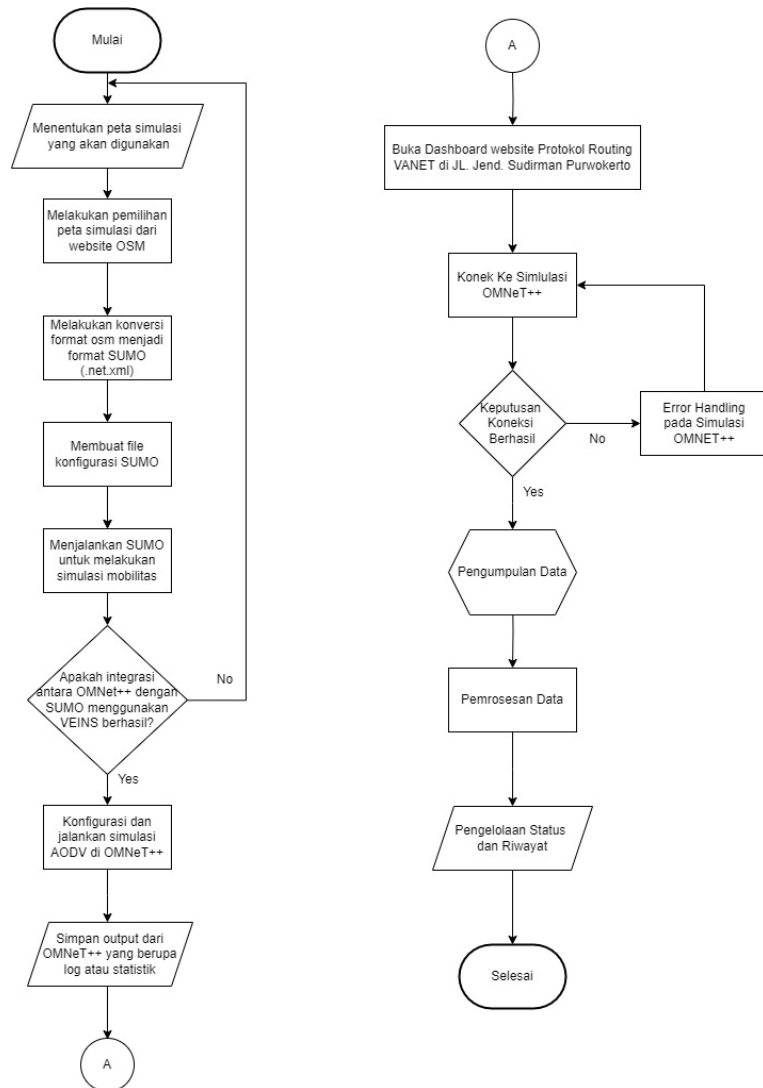 Mulai
Menentukan peta simulasi
yang akan digunakan
Melakukan pemilihan
peta simulasi dari
website OSM
Melakukan konversi
format osm menjadi
format SUMO
(.net.xml)
Membuat file
konfigurasi SUMO
Menjalankan SUMO
untuk melakukan
simulasi mobilitas
Apakah integrasi
antara OMNet++ dengan
SUMO menggunakan
VEINS berhasil?
No
Yes
Konfigurasi dan
jalankan simulasi
AODV di OMNeT++
Simpan output dari
OMNeT++ yang berupa
log atau statistik
A
A
Buka Dashboard website Protokol Routing
VANET di JL. Jend. Sudirman Purwokerto
Konek Ke Simlulasi
OMNeT++
Keputusan
Koneksi
Berhasil
No
Error Handling
pada Simulasi
OMNET++
Yes
Pengumpulan Data
Pemrosesan Data
Pengelolaan Status
dan Riwayat
Selesai